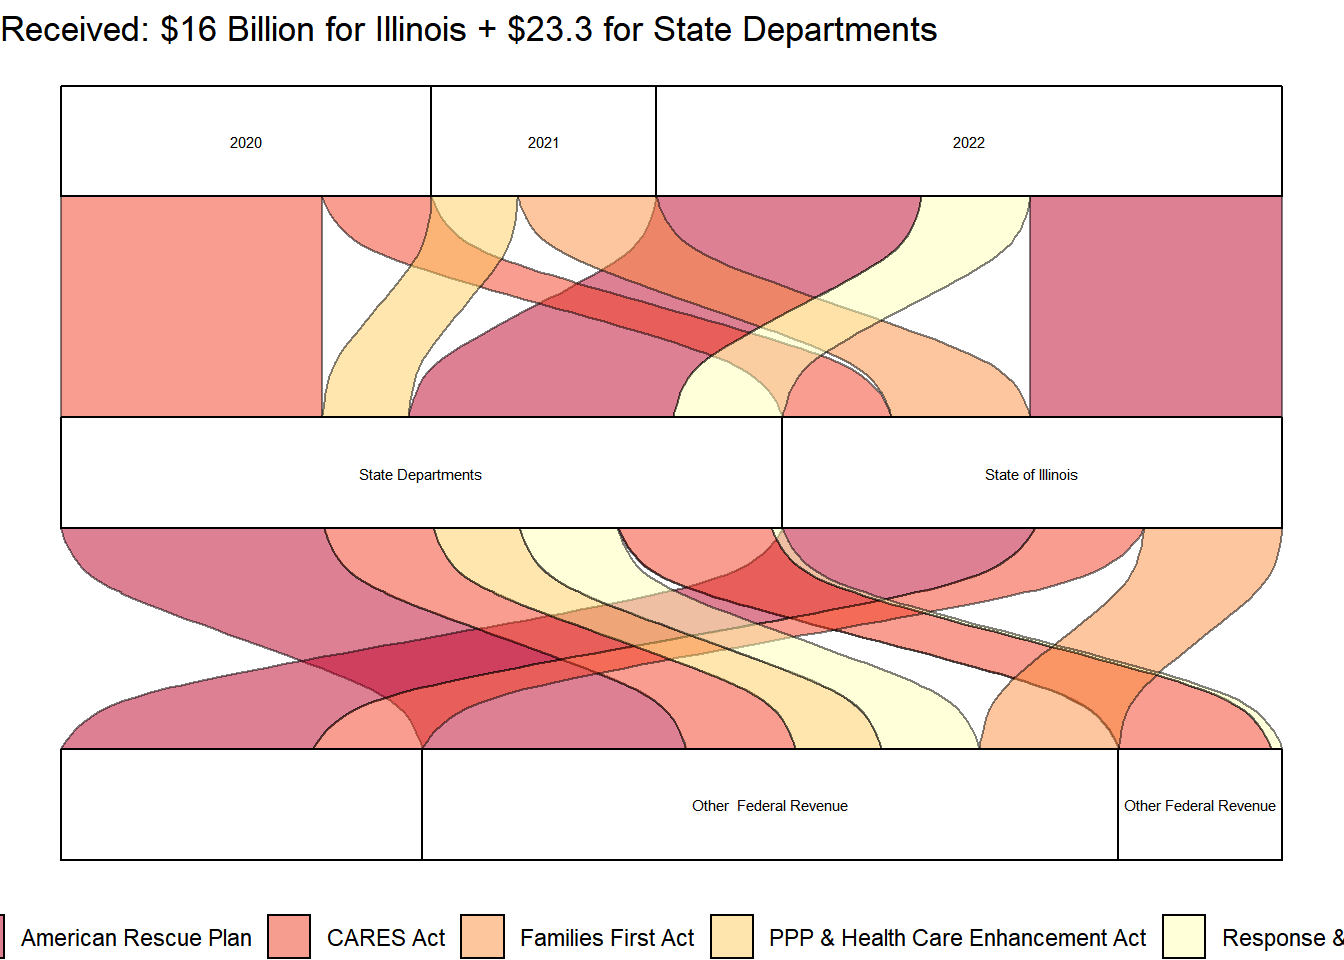 Received: $16 Billion for Illinois + $23.3 for State Departments
2020
2021
2022
State Departments
State of Illinois
Other  Federal Revenue
Other Federal Revenue
American Rescue Plan
CARES Act
Families First Act
PPP & Health Care Enhancement Act
Response &